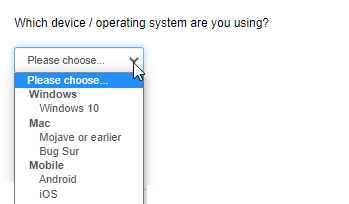 Which device / operating system are you using?
Please choose...
Please choose...
Windows
Windows 10
Mac
Mojave or earlier
Bug Sur
Mobile
Android
iOS